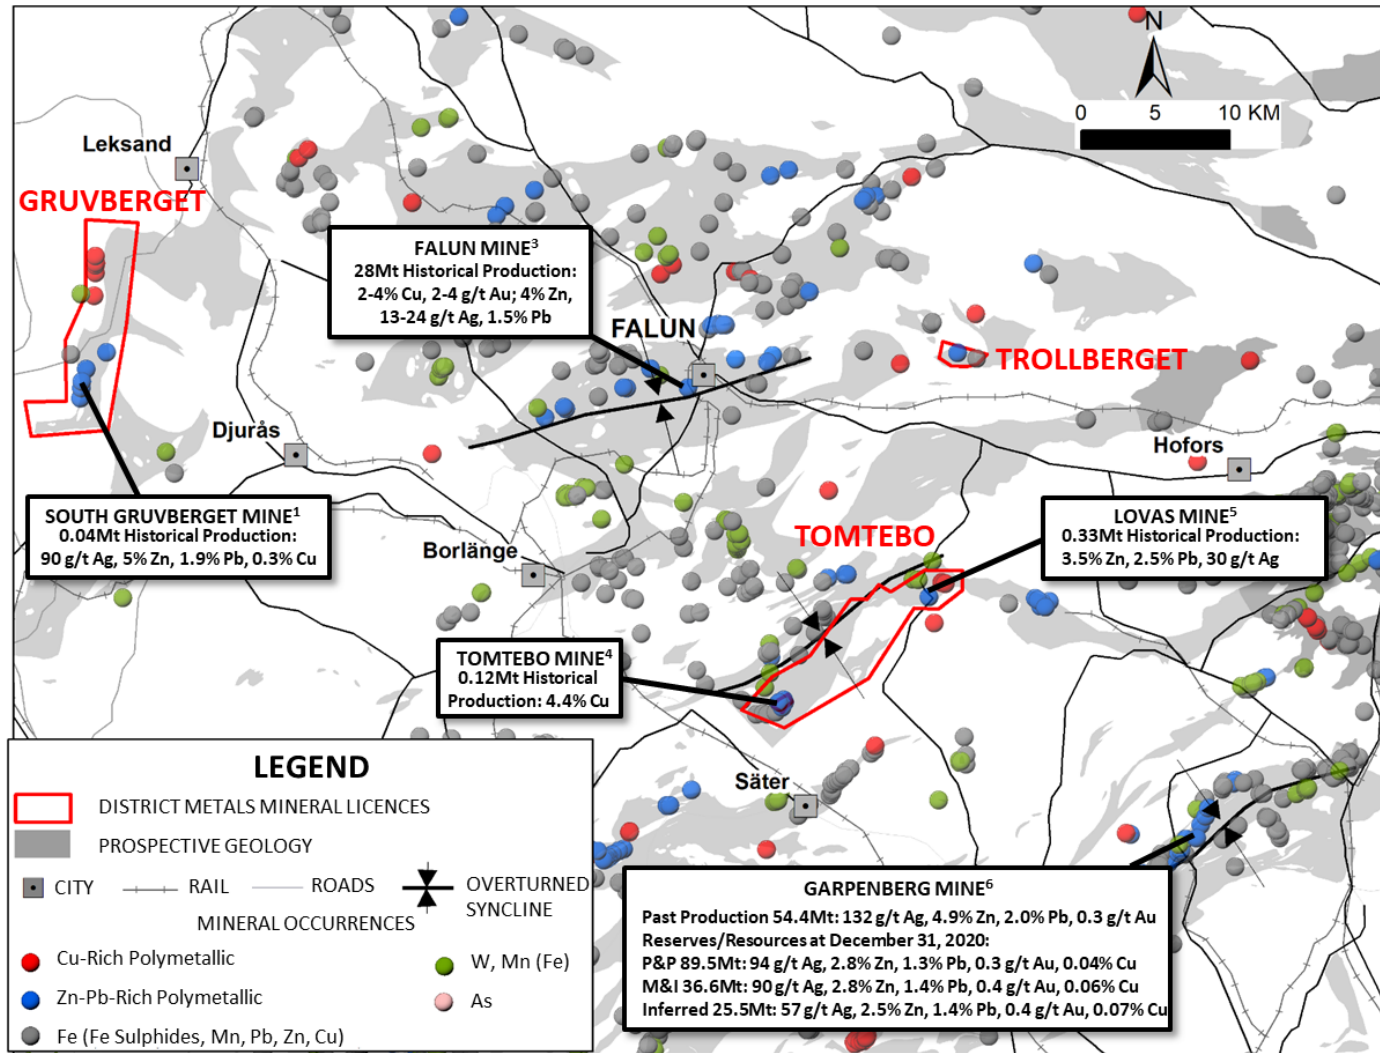 N
0 5 10 KM
Leksand
GRUVBERGET
FALUN MINE3
28Mt Historical Production:
2-4% Cu, 2-4 g/t Au; 4% Zn,
13-24 g/t Ag, 1.5% Pb
FALUN
TROLLBERGET
Djurås
Hofors
SOUTH GRUVBERGET MINE1
0.04Mt Historical Production:
90 g/t Ag, 5% Zn, 1.9% Pb, 0.3% Cu
LOVAS MINE5
0.33Mt Historical Production:
3.5% Zn, 2.5% Pb, 30 g/t Ag
TOMTEBO
Borlänge
TOMTEBO MINE4
0.12Mt Historical
Production: 4.4% Cu
Säter
GARPENBERG MINE6
Past Production 54.4Mt: 132 g/t Ag, 4.9% Zn, 2.0% Pb, 0.3 g/t Au
Reserves/Resources at December 31, 2020:
P&P 89.5Mt: 94 g/t Ag, 2.8% Zn, 1.3% Pb, 0.3 g/t Au, 0.04% Cu
M&I 36.6Mt: 90 g/t Ag, 2.8% Zn, 1.4% Pb, 0.4 g/t Au, 0.06% Cu
Inferred 25.5Mt: 57 g/t Ag, 2.5% Zn, 1.4% Pb, 0.4 g/t Au, 0.07% Cu
LEGEND
DISTRICT METALS MINERAL LICENCES
PROSPECTIVE GEOLOGY
CITY RAIL ROADS OVERTURNED
SYNCLINE
MINERAL OCCURRENCES
Cu-Rich Polymetallic
W, Mn (Fe)
Zn-Pb-Rich Polymetallic
As
Fe (Fe Sulphides, Mn, Pb, Zn, Cu)